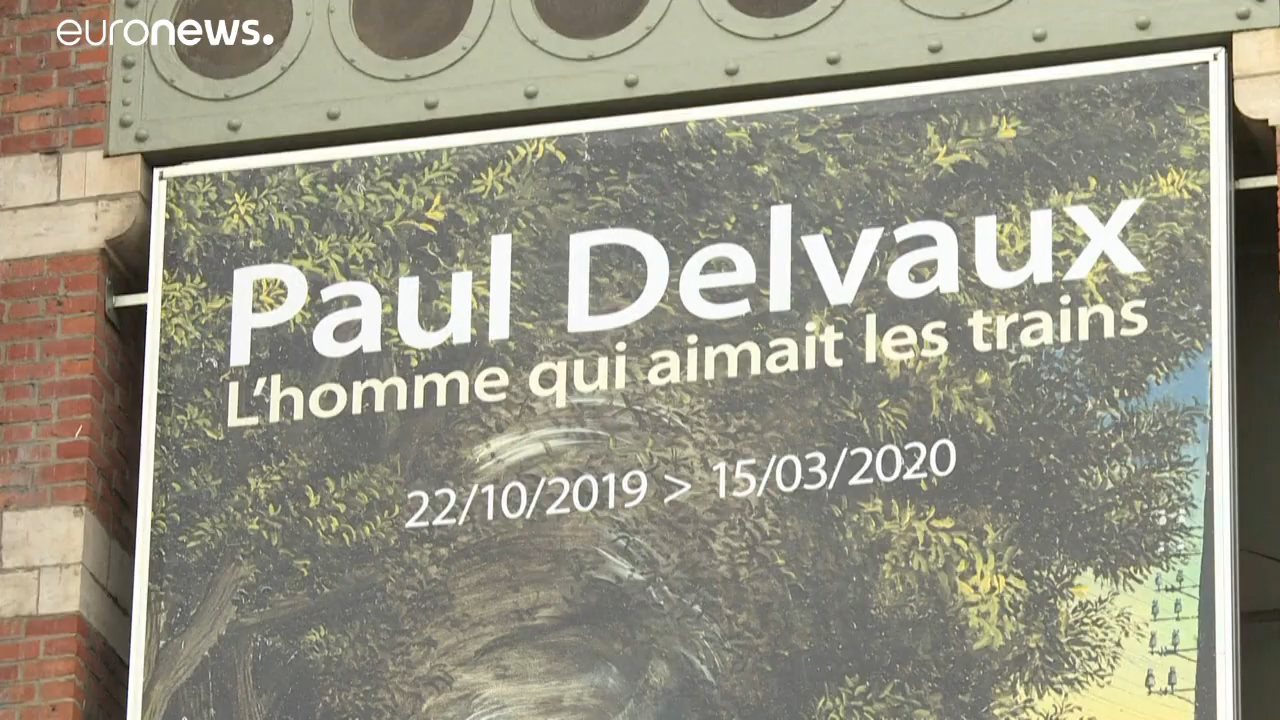 euronews.
Paul Delvaux
L'homme qui aimait les trains
22/10/2019 > 15/03/2020